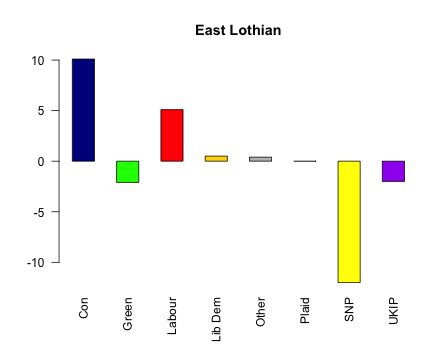 East Lothian
10
5
0
-5
-10
Con
Green
Labour
Lib Dem
Other
Plaid
SNP
UKIP